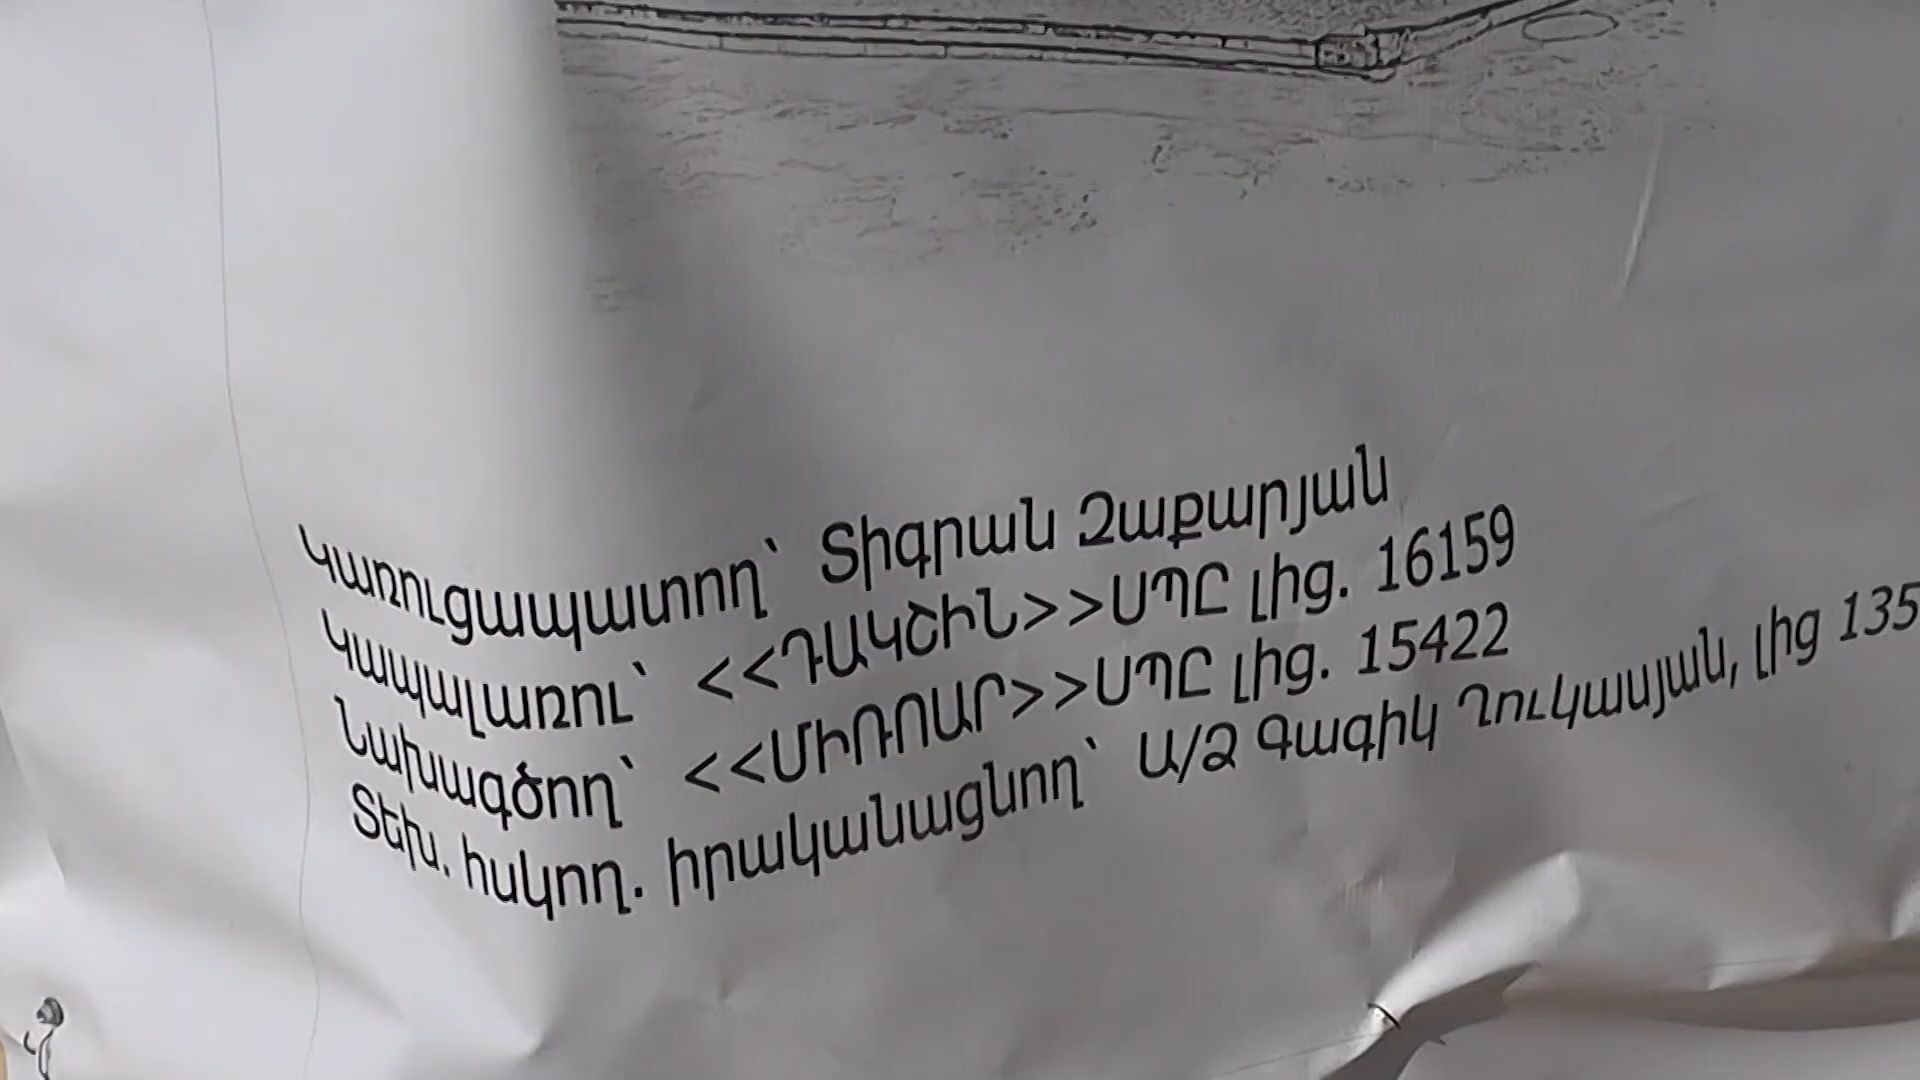 Կառուցապատող՝ Տիգրան Զաքարյան
Կապալառու՝ <<ԴԱԿՇԻՆ>>ՍՊԸ լից. 16159
Նախագծող՝ <<ՄԻՌՈԱՐ>>ՍՊԸ լից. 15422
Տեխ. հսկող. իրականացնող՝ Ա/Ձ Գագիկ Ղուկասյան, լից 135